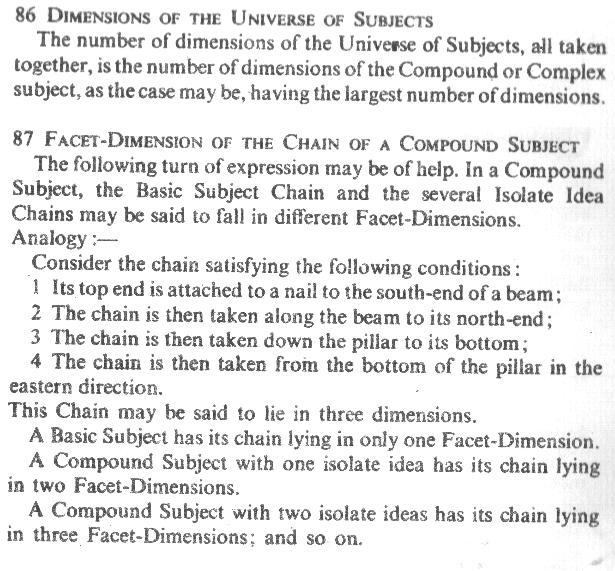 86 DIMENSIONS OF THE UNIVERSE OF SUBJECTS
The number of dimensions of the Universe of Subjects, all taken
together, is the number of dimensions of the Compound or Complex
subject, as the case may be, having the largest number of dimensions.
87 FACET-DIMENSION OF THE CHAIN OF A COMPOUND SUBJECT
The following turn of expression may be of help. In a Compound
Subject, the Basic Subject Chain and the several Isolate Idea
Chains may be said to fall in different Facet-Dimensions.
Analogy :—
Consider the chain satisfying the following conditions :
1 Its top end is attached to a nail to the south-end of a beam;
2 The chain is then taken along the beam to its north-end;
3 The chain is then taken down the pillar to its bottom;
4 The chain is then taken from the bottom of the pillar in the
eastern direction.
This Chain may be said to lie in three dimensions.
A Basic Subject has its chain lying in only one Facet-Dimension.
A Compound Subject with one isolate idea has its chain lying
in two Facet-Dimensions.
A Compound Subject with two isolate ideas has its chain lying
in three Facet-Dimensions; and so on.